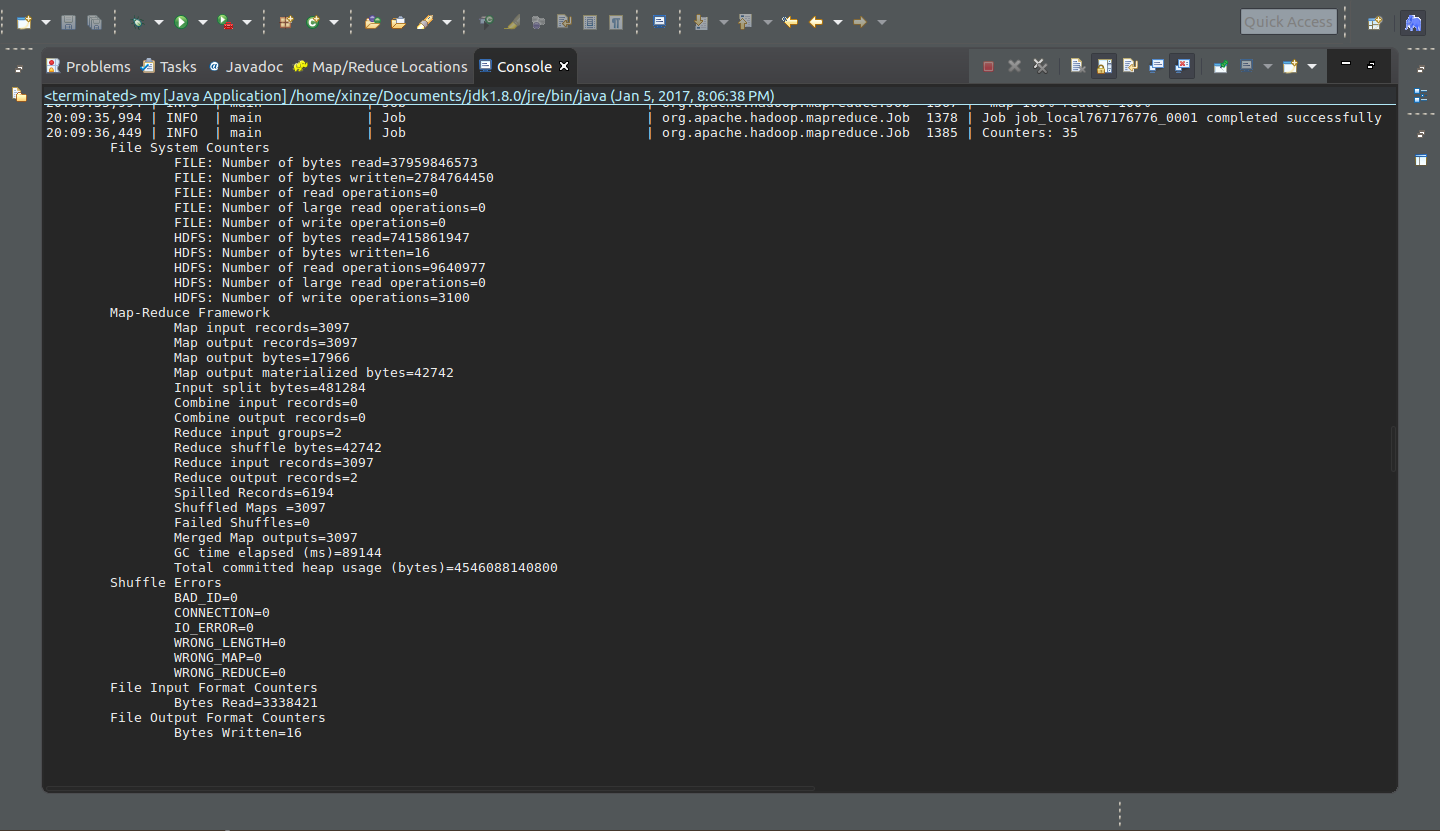 Quick Access
Problems Tasks Javadoc Map/Reduce Locations Console
<terminated> my [Java Application] /home/xinze/Documents/jdk1.8.0/jre/bin/java (Jan 5, 2017, 8:06:38 PM)
20:09:35,994 | INFO | main | Job | org.apache.hadoop.mapreduce.Job 1378 | Job job_local767176776_0001 completed successfully
20:09:36,449 | INFO | main | Job | org.apache.hadoop.mapreduce.Job 1385 | Counters: 35
File System Counters
FILE: Number of bytes read=37959846573
FILE: Number of bytes written=2784764450
FILE: Number of read operations=0
FILE: Number of large read operations=0
FILE: Number of write operations=0
HDFS: Number of bytes read=7415861947
HDFS: Number of bytes written=16
HDFS: Number of read operations=9640977
HDFS: Number of large read operations=0
HDFS: Number of write operations=3100
Map-Reduce Framework
Map input records=3097
Map output records=3097
Map output bytes=17966
Map output materialized bytes=42742
Input split bytes=481284
Combine input records=0
Combine output records=0
Reduce input groups=2
Reduce shuffle bytes=42742
Reduce input records=3097
Reduce output records=2
Spilled Records=6194
Shuffled Maps =3097
Failed Shuffles=0
Merged Map outputs=3097
GC time elapsed (ms)=89144
Total committed heap usage (bytes)=4546088140800
Shuffle Errors
BAD_ID=0
CONNECTION=0
IO_ERROR=0
WRONG_LENGTH=0
WRONG_MAP=0
WRONG_REDUCE=0
File Input Format Counters
Bytes Read=3338421
File Output Format Counters
Bytes Written=16